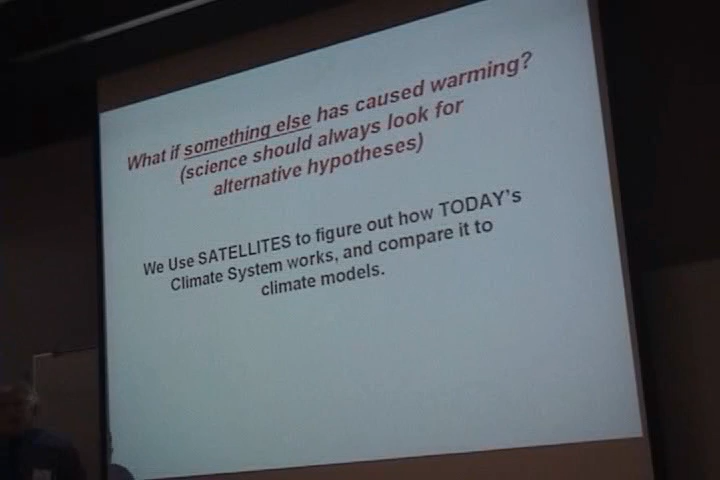 What if something else has caused warming?
(science should always look for
alternative hypotheses)
We Use SATELLITES to figure out how TODAY's
Climate System works, and compare it to
climate models.